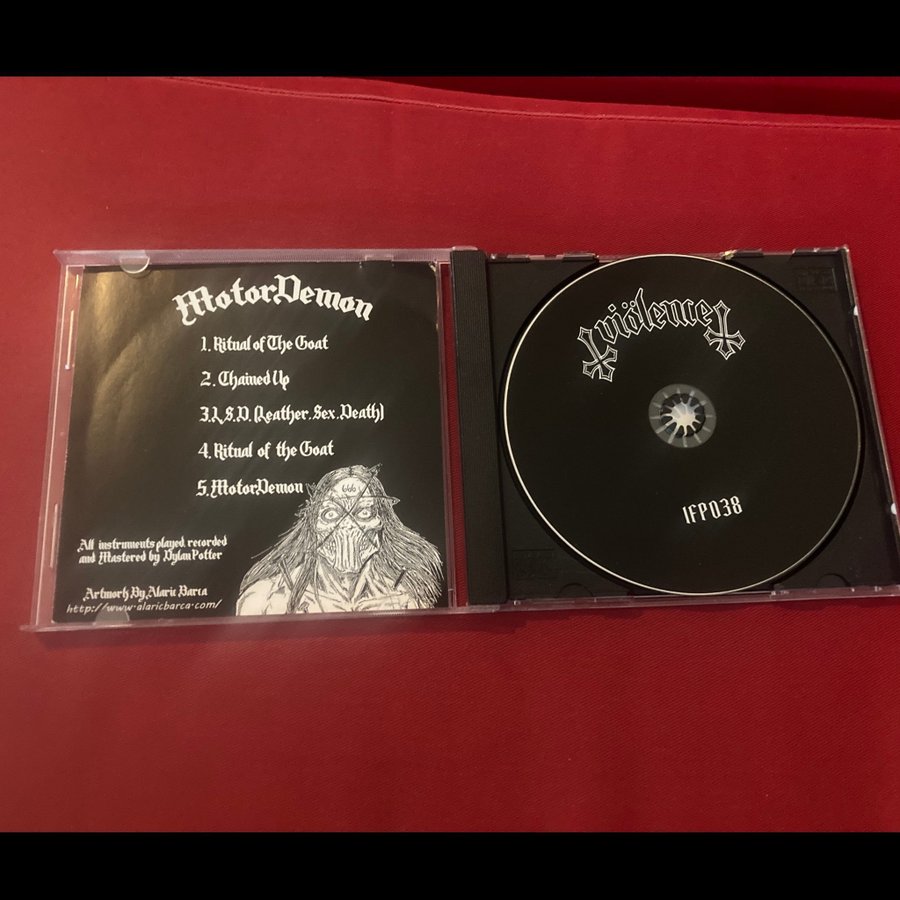 MotorDemon
1. Ritual of The Goat
2. Chained Up
3.L.S.D. (Leather. Sex. Death)
4. Ritual of the Goat
5. MotorDemon
666
All instruments played, recorded
and Mastered by Dylan Potter
Artwork By Alaric Barca
http://www.alaricbarca.com/
viölence
IFP038